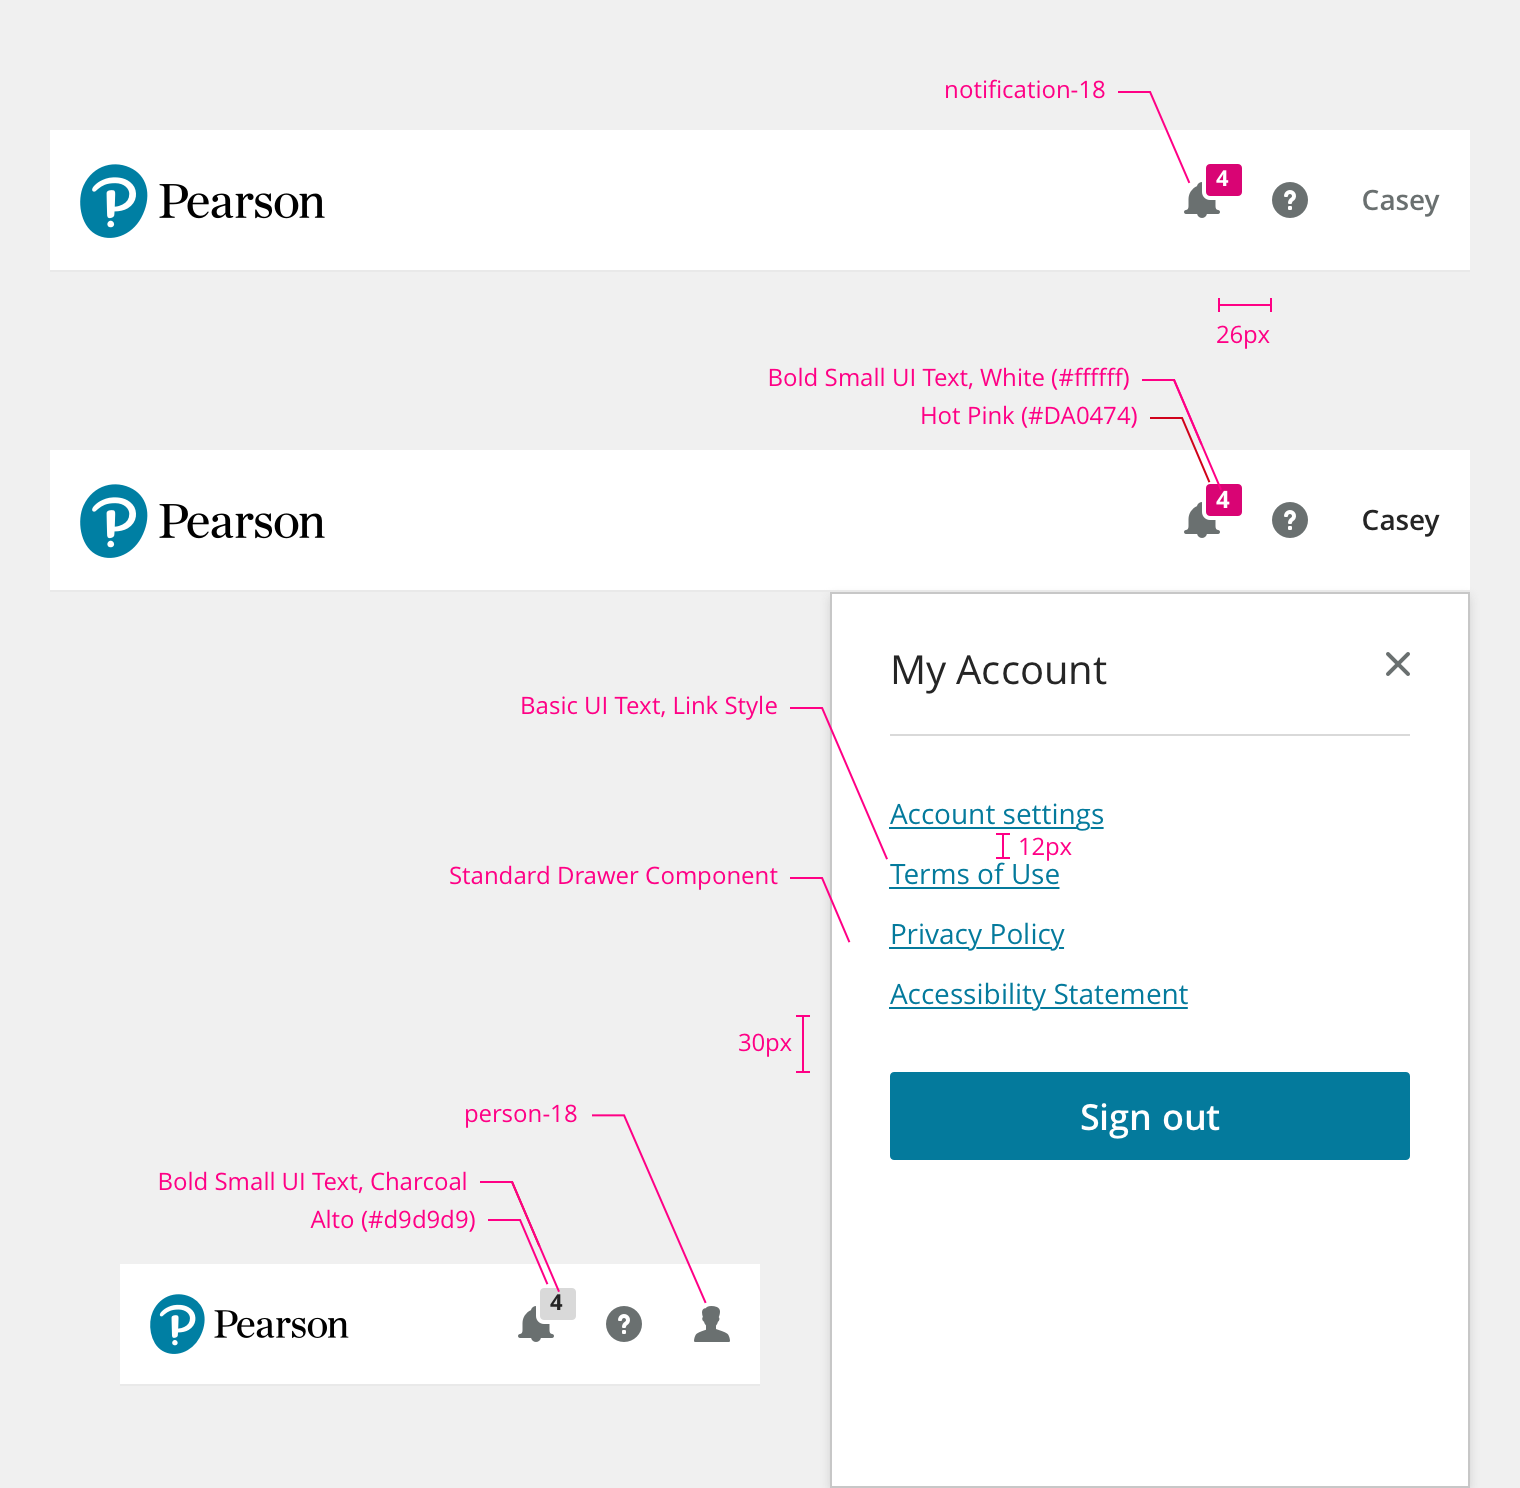 notification-18
Pearson
4
?
Casey
26px
Bold Small UI Text, White (#ffffff)
Hot Pink (#DA0474)
Pearson
4
?
Casey
My Account
Basic UI Text, Link Style
Account settings
12px
Terms of Use
Standard Drawer Component
Privacy Policy
Accessibility Statement
30px
Sign out
person-18
Bold Small UI Text, Charcoal
Alto (#d9d9d9)
Pearson
4
?